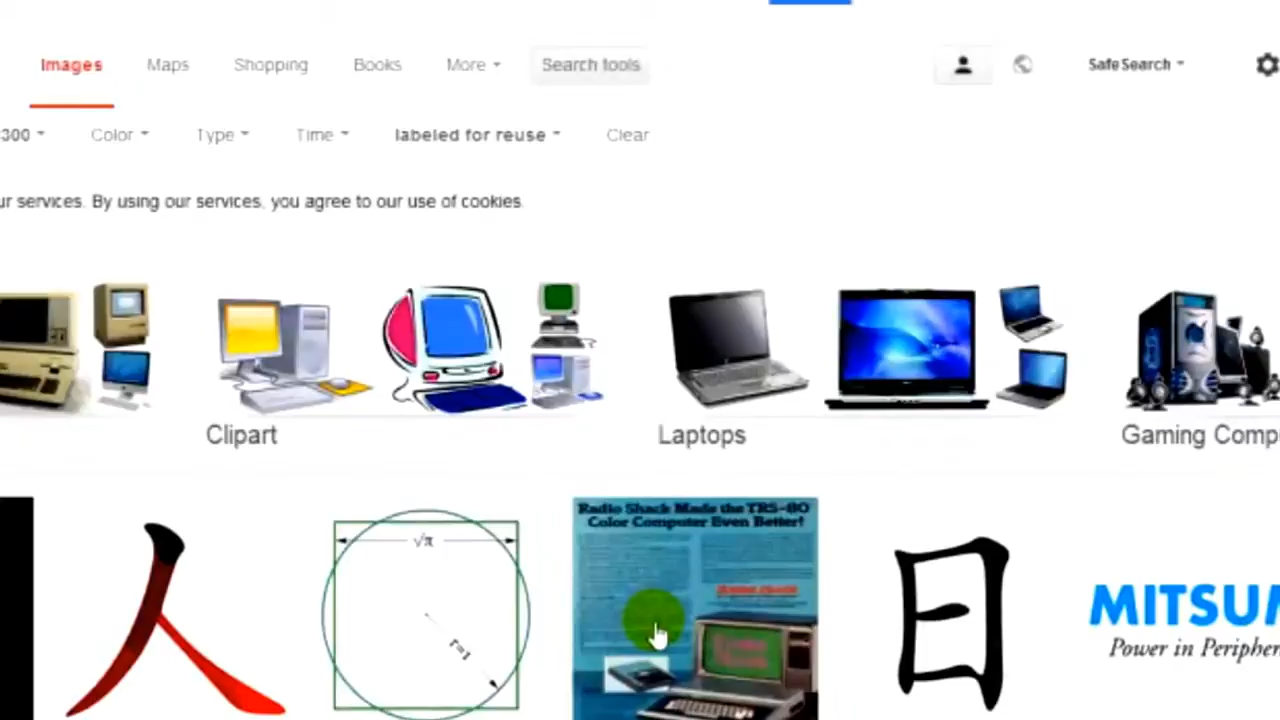 Images Maps Shopping Books More Search tools SafeSearch
300 Color Type Time labeled for reuse Clear
ur services. By using our services, you agree to our use of cookies.
Clipart Laptops Gaming Comp
Radio Shack Made the TRS-80
Color Computer Even Better!
√π
r=1
人
日
MITSUM
Power in Periphe